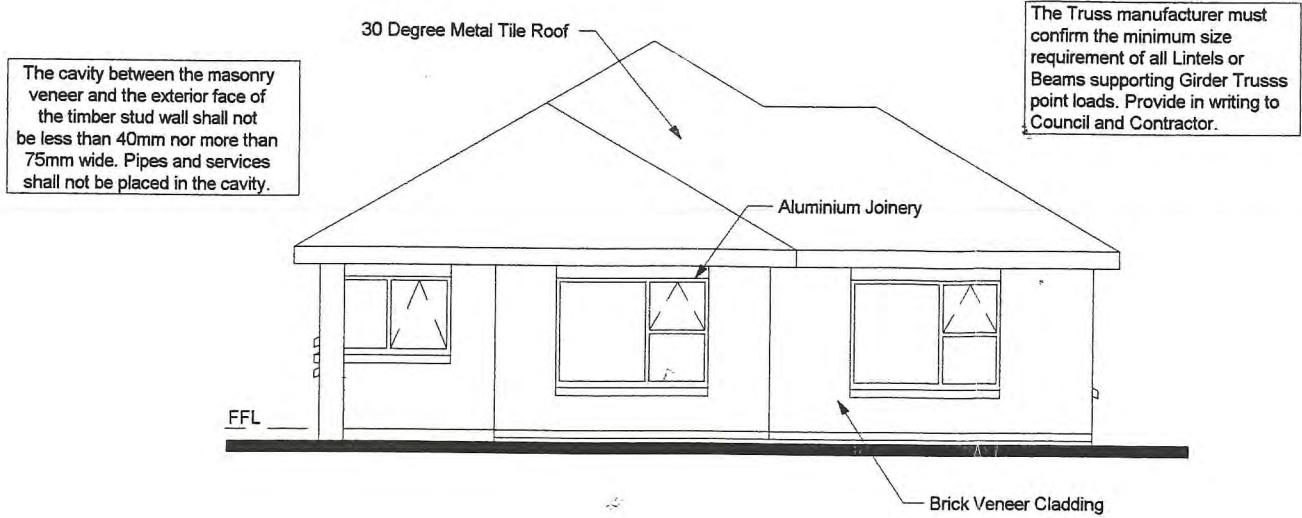 30 Degree Metal Tile Roof
The cavity between the masonry
veneer and the exterior face of
the timber stud wall shall not
be less than 40mm nor more than
75mm wide. Pipes and services
shall not be placed in the cavity.
The Truss manufacturer must
confirm the minimum size
requirement of all Lintels or
Beams supporting Girder Trusss
point loads. Provide in writing to
Council and Contractor.
Aluminium Joinery
FFL
Brick Veneer Cladding